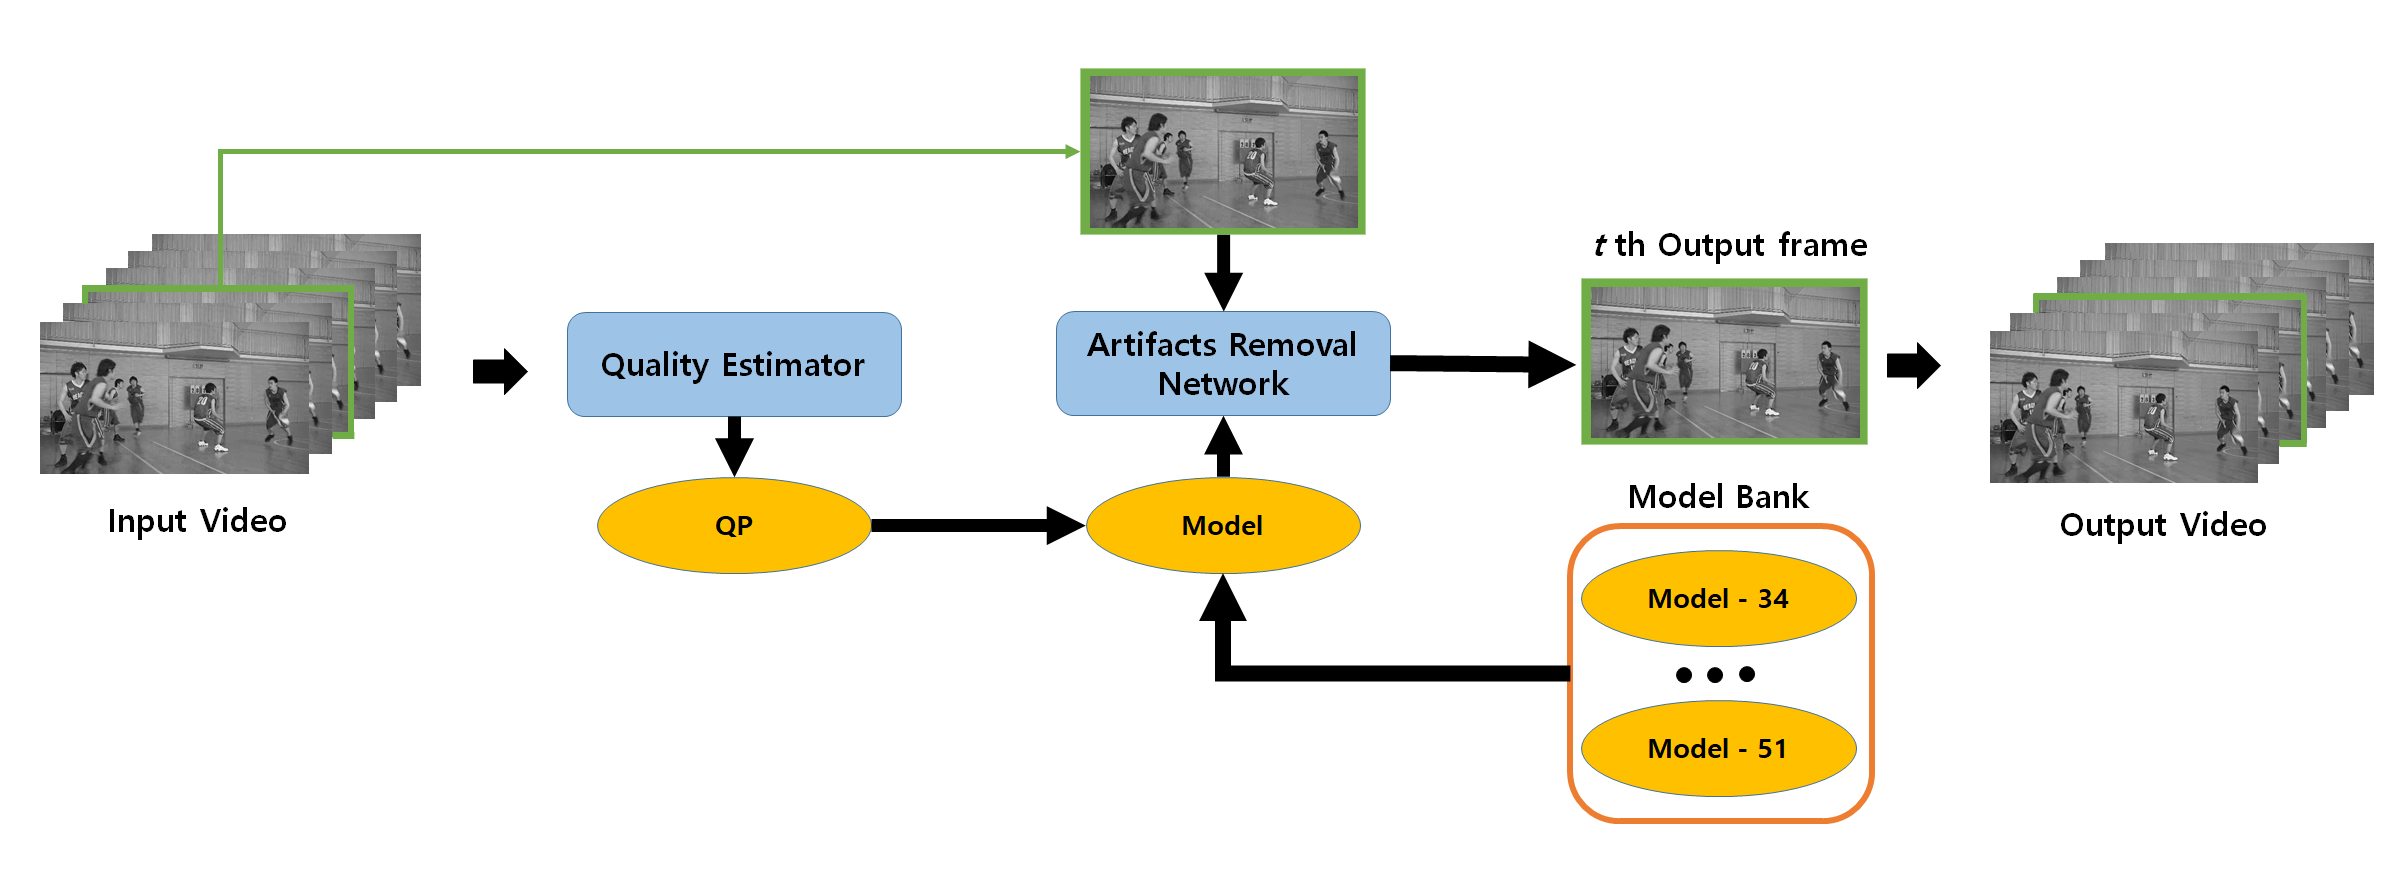 t th Output frame
Artifacts Removal
Network
Quality Estimator
Input Video
QP
Model
Model Bank
Model - 34
Model - 51
Output Video